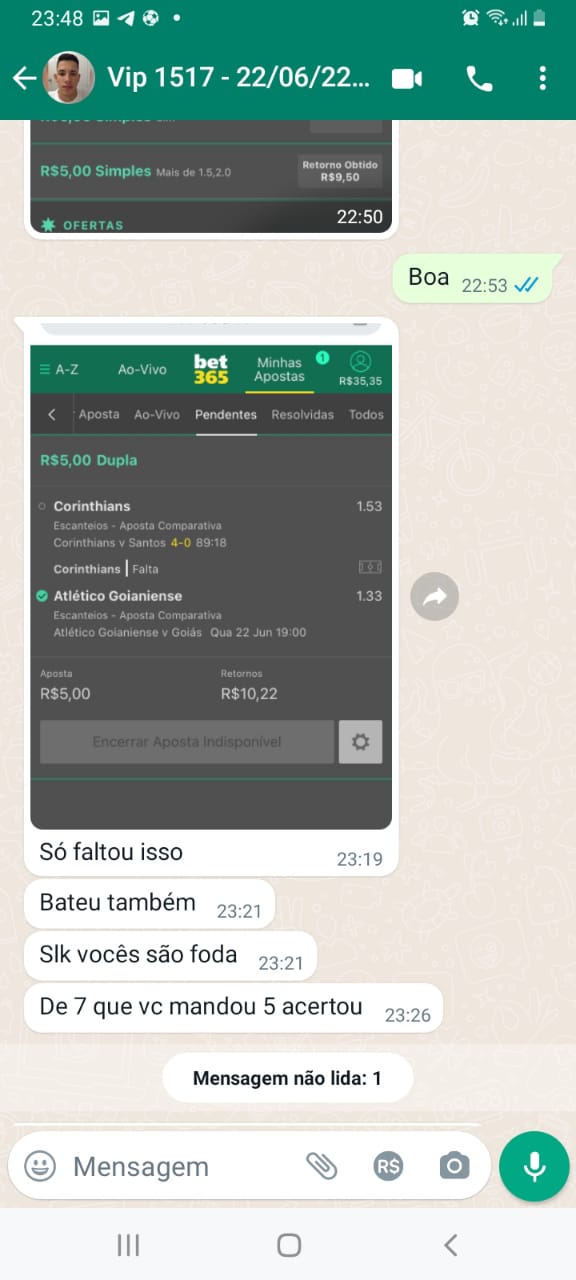 23:48
Vip 1517 - 22/06/22...
R$5,00 Simples Mais de 1.5,2.0
Retorno Obtido
R$9,50
OFERTAS
22:50
Boa 22:53
A-Z Ao-Vivo bet365 Minhas Apostas 1 R$35,35
Aposta Ao-Vivo Pendentes Resolvidas Todos
R$5,00 Dupla
Corinthians 1.53
Escanteios - Aposta Comparativa
Corinthians v Santos 4-0 89:18
Corinthians | Falta
Atlético Goianiense 1.33
Escanteios - Aposta Comparativa
Atlético Goianiense v Goiás Qua 22 Jun 19:00
Aposta Retornos
R$5,00 R$10,22
Encerrar Aposta Indisponível
Só faltou isso 23:19
Bateu também 23:21
Slk vocês são foda 23:21
De 7 que vc mandou 5 acertou 23:26
Mensagem não lida: 1
Mensagem R$